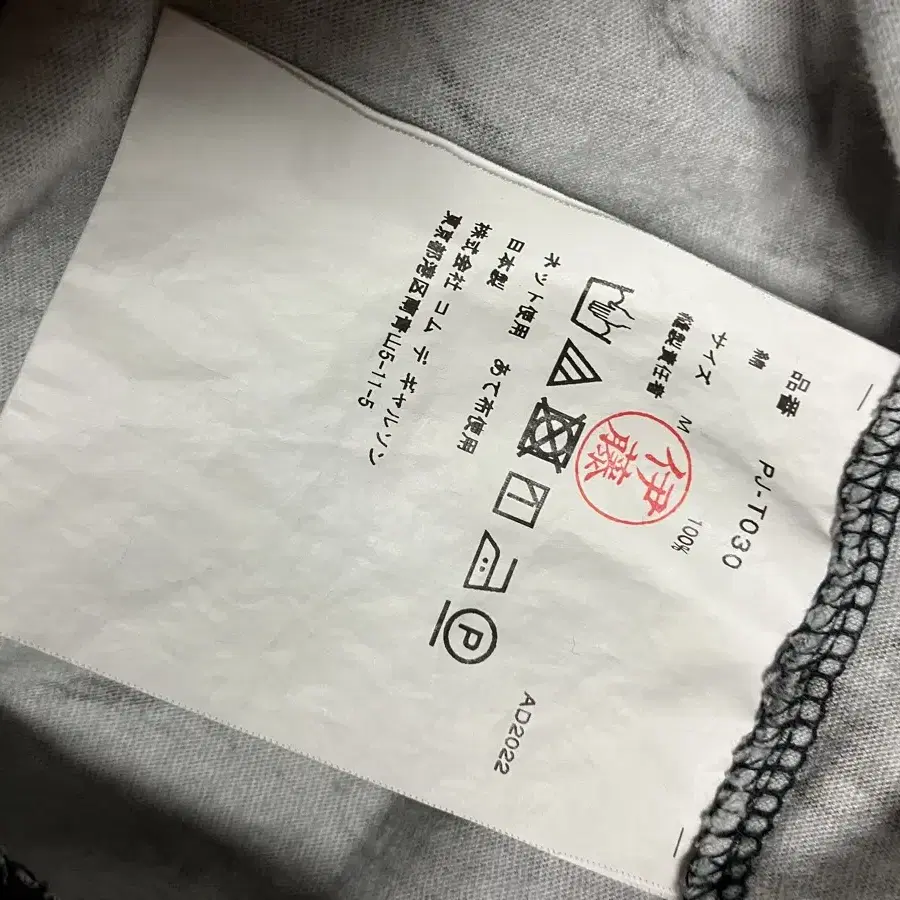 品番 PJ-T030
綿 100%
サイズ M
縫製責任者
伊藤
ネット使用 あて布使用
日本製
株式会社 コム デ ギャルソン
東京都港区南青山5-11-5
P
AD2022